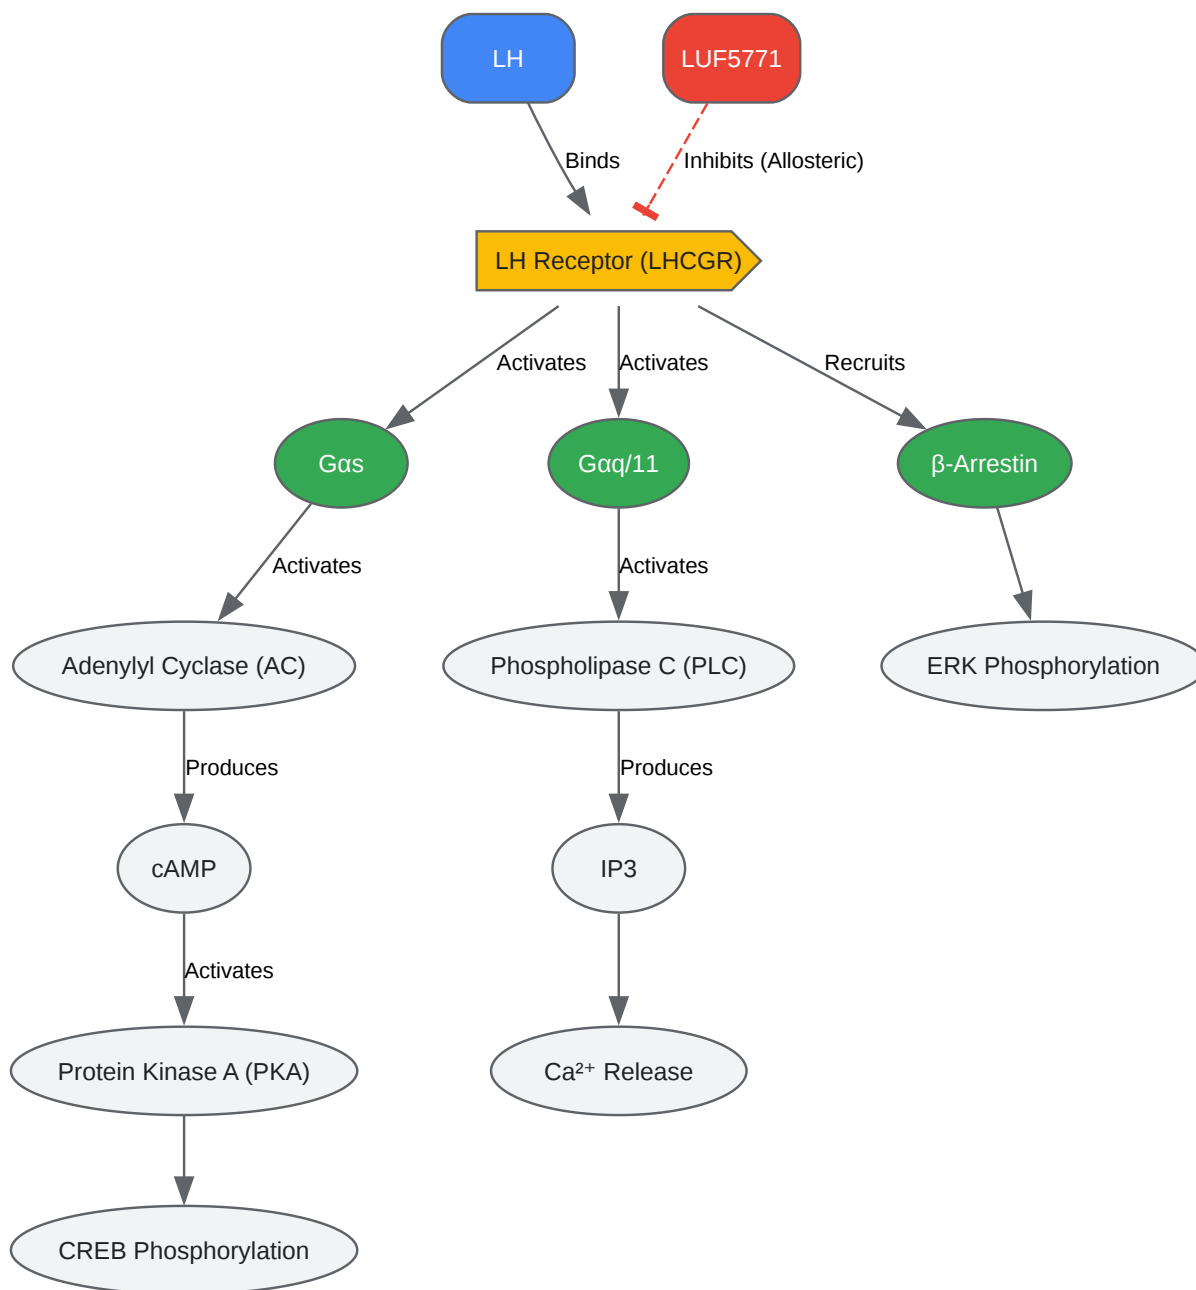 LH
LUF5771
Binds
Inhibits (Allosteric)
LH Receptor (LHCGR)
Activates
Activates
Recruits
Gαs
Gαq/11
β-Arrestin
Activates
Activates
Adenylyl Cyclase (AC)
Phospholipase C (PLC)
ERK Phosphorylation
Produces
Produces
cAMP
IP3
Activates
Protein Kinase A (PKA)
Ca²⁺ Release
CREB Phosphorylation